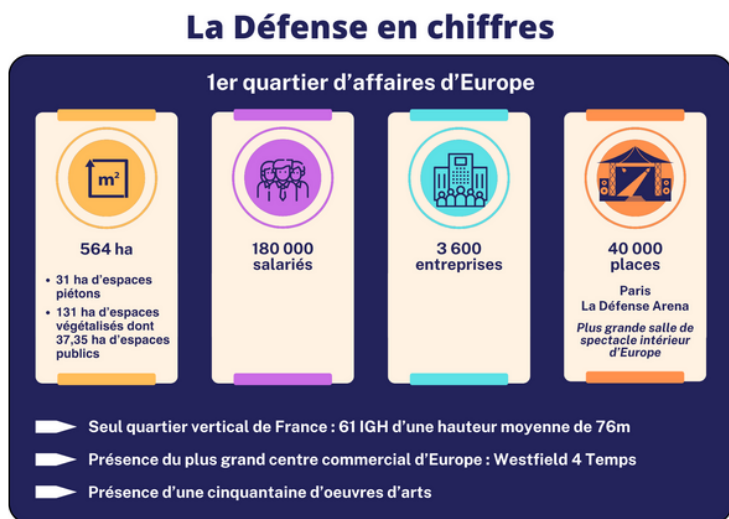 La Défense en chiffres
1er quartier d'affaires d'Europe
m²
564 ha
• 31 ha d'espaces
piétons
• 131 ha d'espaces
végétalisés dont
37,35 ha d'espaces
publics
180 000
salariés
3 600
entreprises
40 000
places
Paris
La Défense Arena
Plus grande salle de
spectacle intérieur
d'Europe
Seul quartier vertical de France : 61 IGH d'une hauteur moyenne de 76m
Présence du plus grand centre commercial d'Europe : Westfield 4 Temps
Présence d'une cinquantaine d'oeuvres d'arts